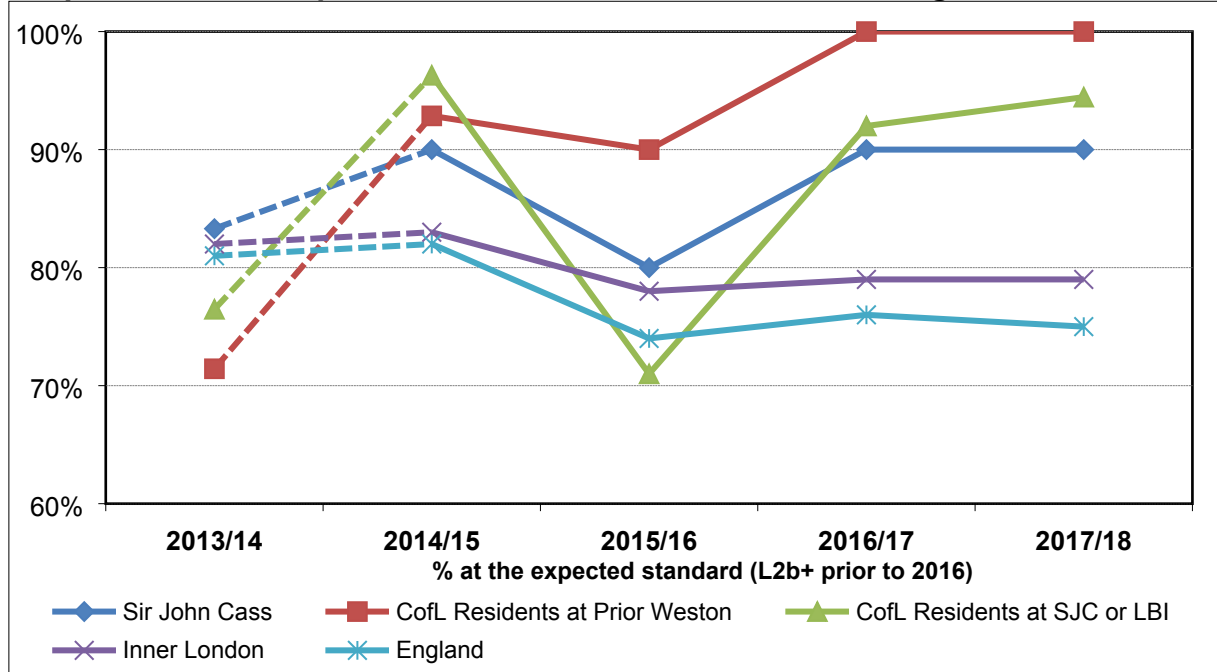 100%
90%
80%
70%
60%
2013/14 2014/15 2015/16 2016/17 2017/18
% at the expected standard (L2b+ prior to 2016)
Sir John Cass CofL Residents at Prior Weston CofL Residents at SJC or LBI
Inner London England